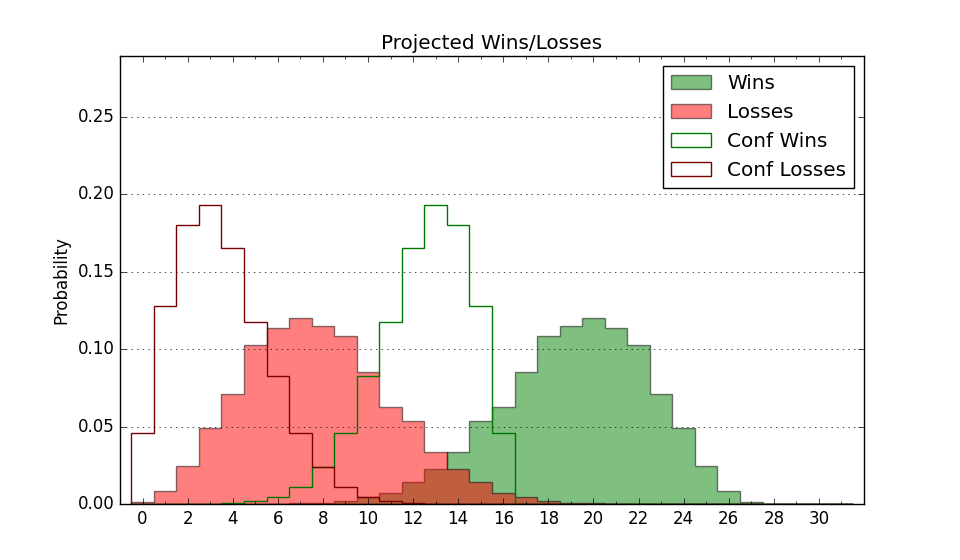 Projected Wins/Losses
Wins
Losses
Conf Wins
Conf Losses
Probability
0.25
0.20
0.15
0.10
0.05
0.00
0 2 4 6 8 10 12 14 16 18 20 22 24 26 28 30